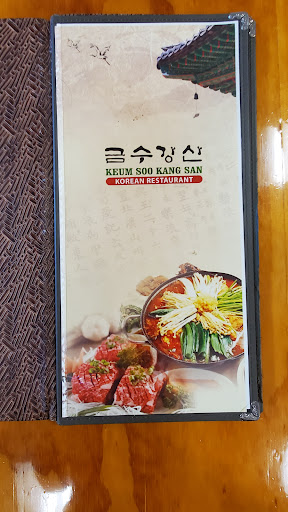 금수강산
KEUM SOO KANG SAN
KOREAN RESTAURANT